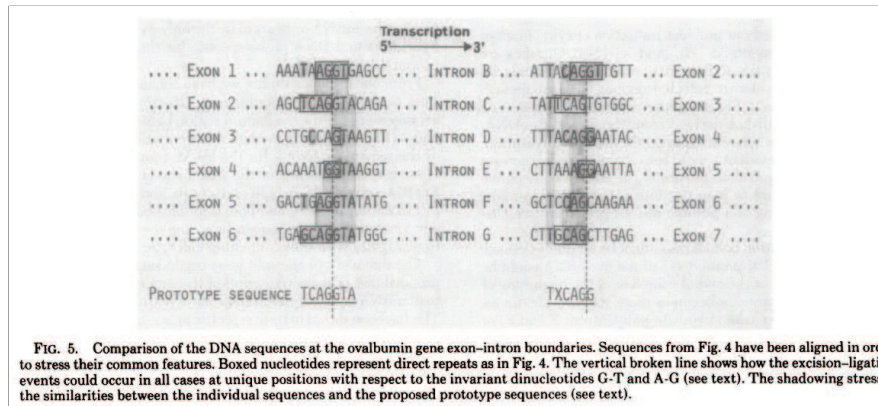 Transcription
5' 3'
.... EXON 1 ... AAATAAGGTGAGCC ... INTRON B ... ATTACAGGTTGTT ... EXON 2 ....
.... EXON 2 ... AGCTCAGGTACAGA ... INTRON C ... TATTCAGTGTGGC ... EXON 3 ....
.... EXON 3 ... CCTGCCAGTAAGTT ... INTRON D ... TTTACAGGAATAC ... EXON 4 ....
.... EXON 4 ... ACAAATGGTAAGGT ... INTRON E ... CTTAAAGGAATTA ... EXON 5 ....
.... EXON 5 ... GACTGAGGTATATG ... INTRON F ... GCTCCAGCAAGAA ... EXON 6 ....
.... EXON 6 ... TGAGCAGGTATGGC ... INTRON G ... CTTGCAGCTTGAG ... EXON 7 ....
PROTOTYPE SEQUENCE TCAGGTA TXCAGG
FIG. 5. Comparison of the DNA sequences at the ovalbumin gene exon–intron boundaries. Sequences from Fig. 4 have been aligned in ord
to stress their common features. Boxed nucleotides represent direct repeats as in Fig. 4. The vertical broken line shows how the excision–ligati
events could occur in all cases at unique positions with respect to the invariant dinucleotides G-T and A-G (see text). The shadowing stress
the similarities between the individual sequences and the proposed prototype sequences (see text).